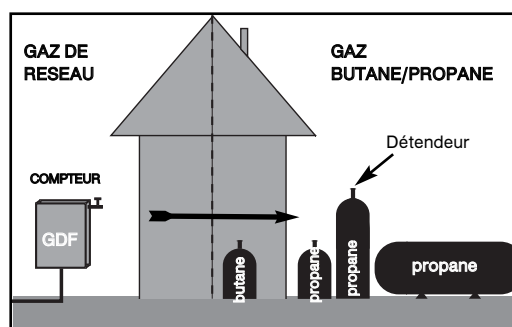 GAZ DE
RESEAU
GAZ
BUTANE/PROPANE
Détendeur
COMPTEUR
GDF
butane
propane
propane
propane